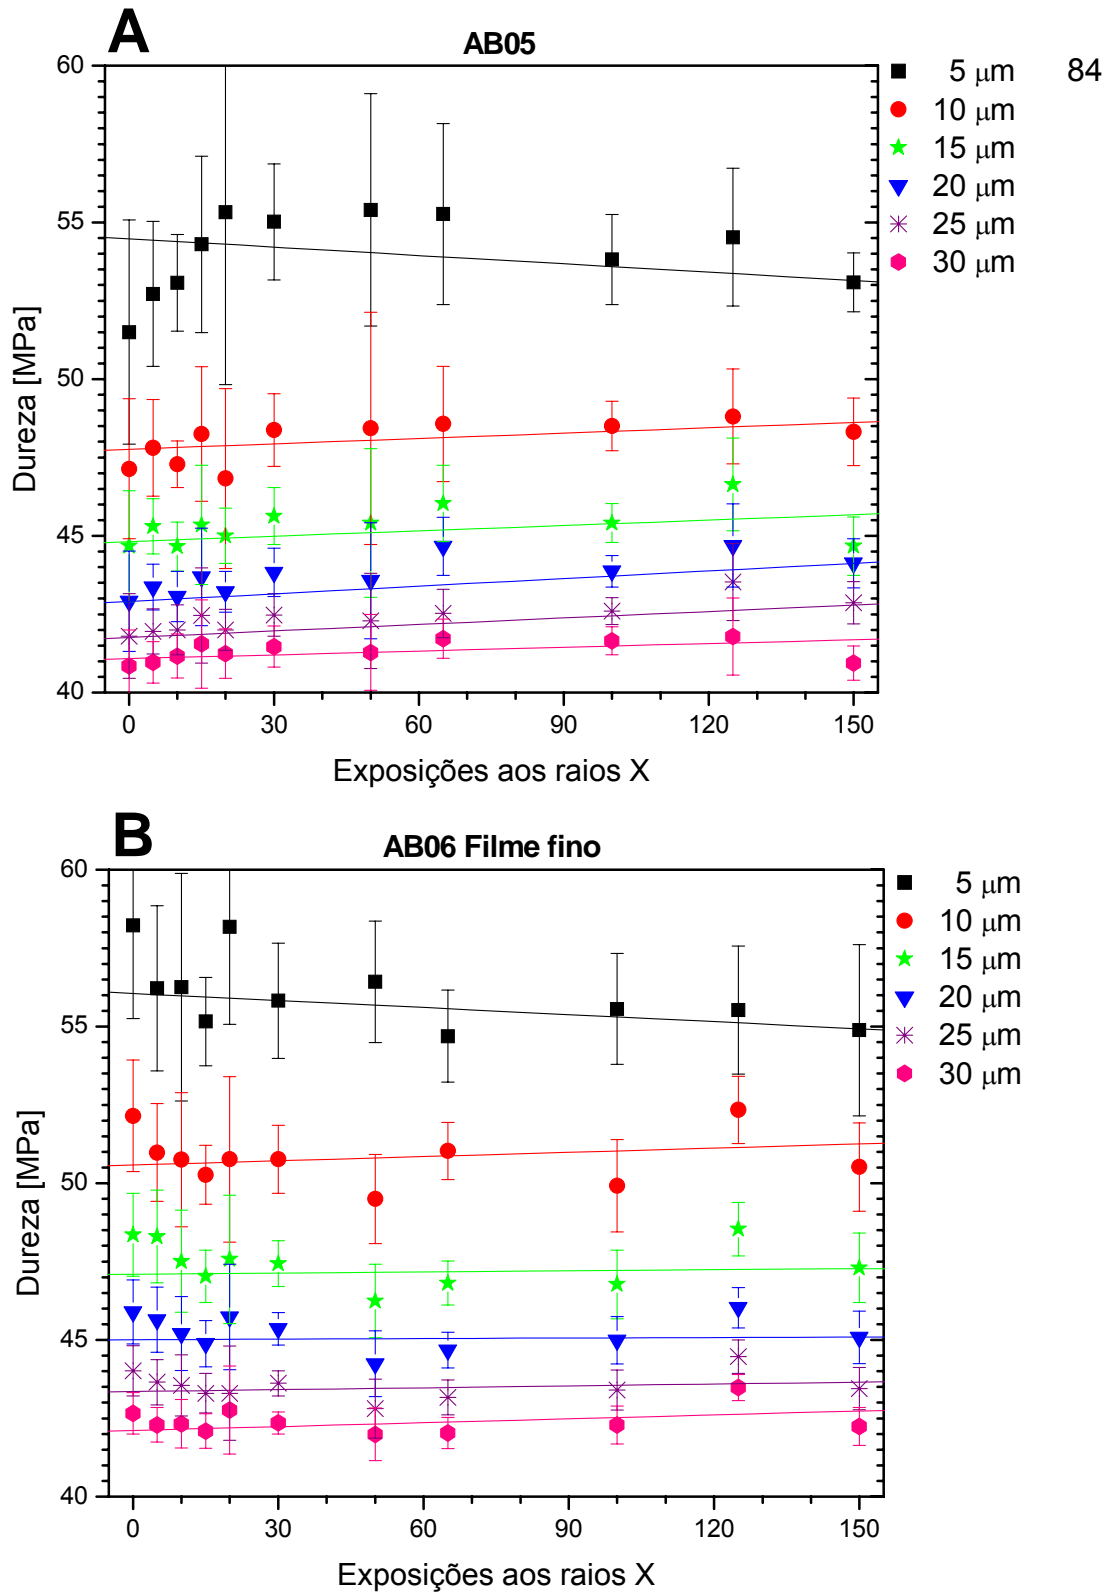 A
AB05
84
60
55
50
45
40
Dureza [MPa]
0 30 60 90 120 150
Exposições aos raios X
5 μm
10 μm
15 μm
20 μm
25 μm
30 μm
B
AB06 Filme fino
60
55
50
45
40
Dureza [MPa]
0 30 60 90 120 150
Exposições aos raios X
5 μm
10 μm
15 μm
20 μm
25 μm
30 μm